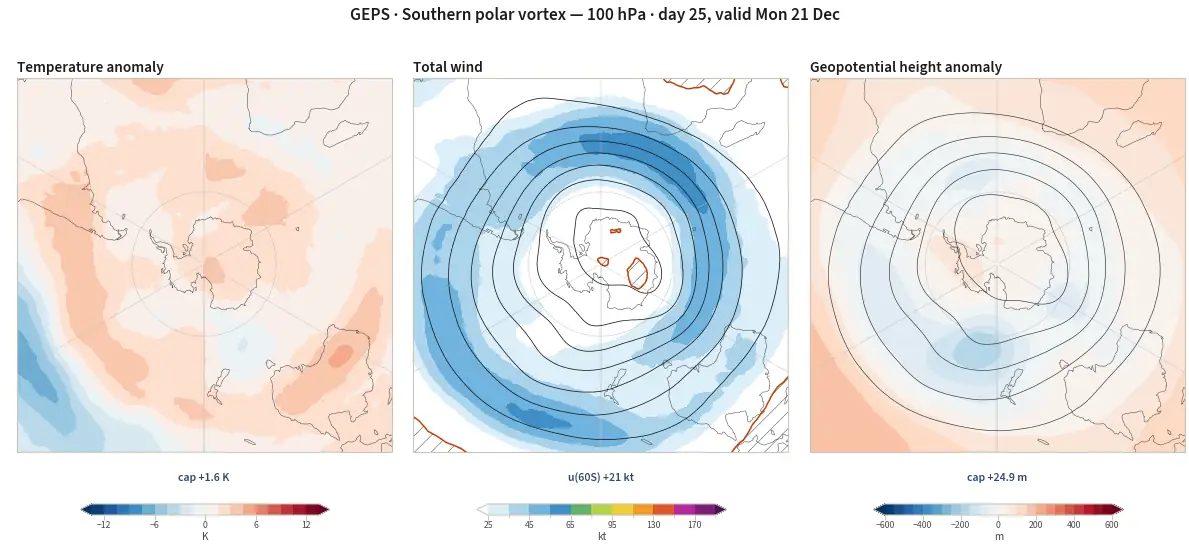 GEPS · Southern polar vortex — 100 hPa · day 25, valid Mon 21 Dec
Temperature anomaly
Total wind
Geopotential height anomaly
cap +1.6 K
u(60S) +21 kt
cap +24.9 m
−12 −6 0 6 12
K
25 45 65 95 130 170
kt
−600 −400 −200 0 200 400 600
m